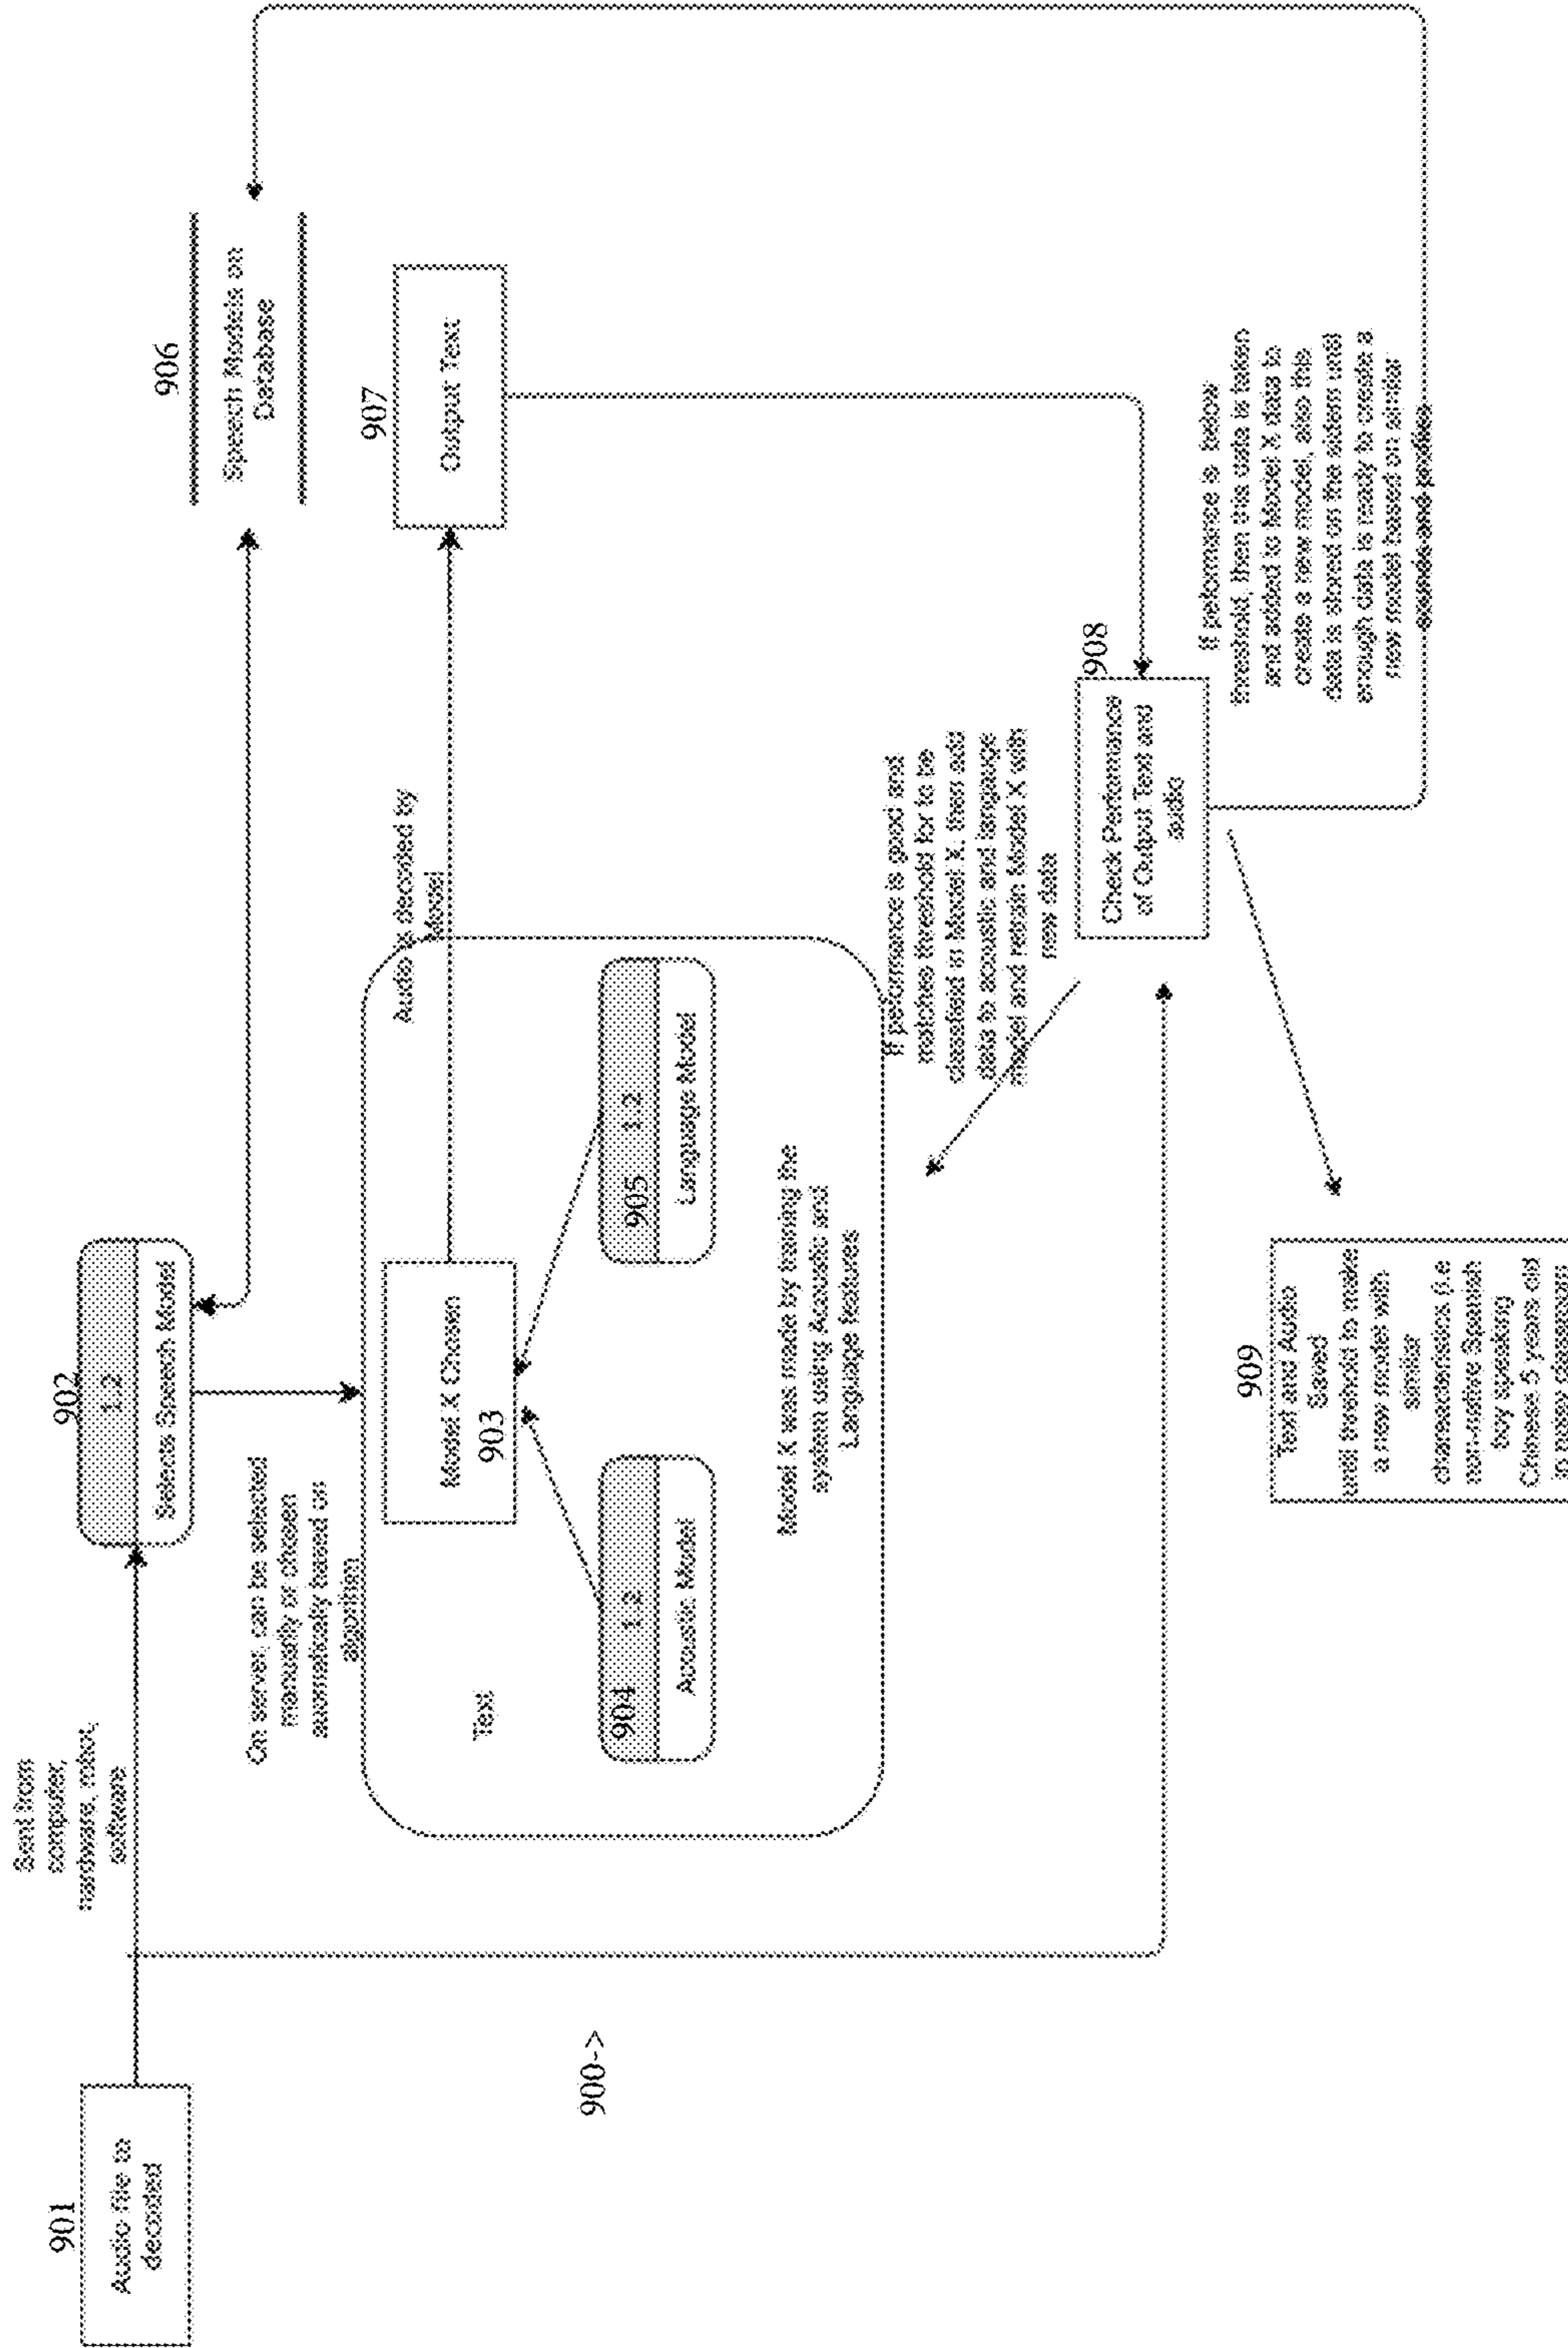 901
Audio file to
decoded
Sent from
computer,
hardware, robot,
software
902
1..2
Selects Speech Model
906
Speech Models on
Database
On server, can be selected
manually or chosen
automatically based on
algorithm
Audio X decoded by
Model
907
Output Text
Model X Chosen
903
Text
904
1..2
Acoustic Model
905
1..2
Language Model
Model X was made by training the
system using Acoustic and
Language features
900->
If peformance is good and
matches threshold for to be
in Model X, then add
data to acoustic and langauge
model and retrain Model X with
new data
908
Check Performance
of Output Text and
audio
If peformance is below
threshold, then this data is taken
and added to Model X data to
create a new model, also this
data is stored on the until
enough data is ready to create a
new model based on similar
and
909
Text and Audio
Saved
until to make
a new model with
similar
characteristics (i.e
Spanish
boy speaking
Chinese 5 years old
in noisy classroom